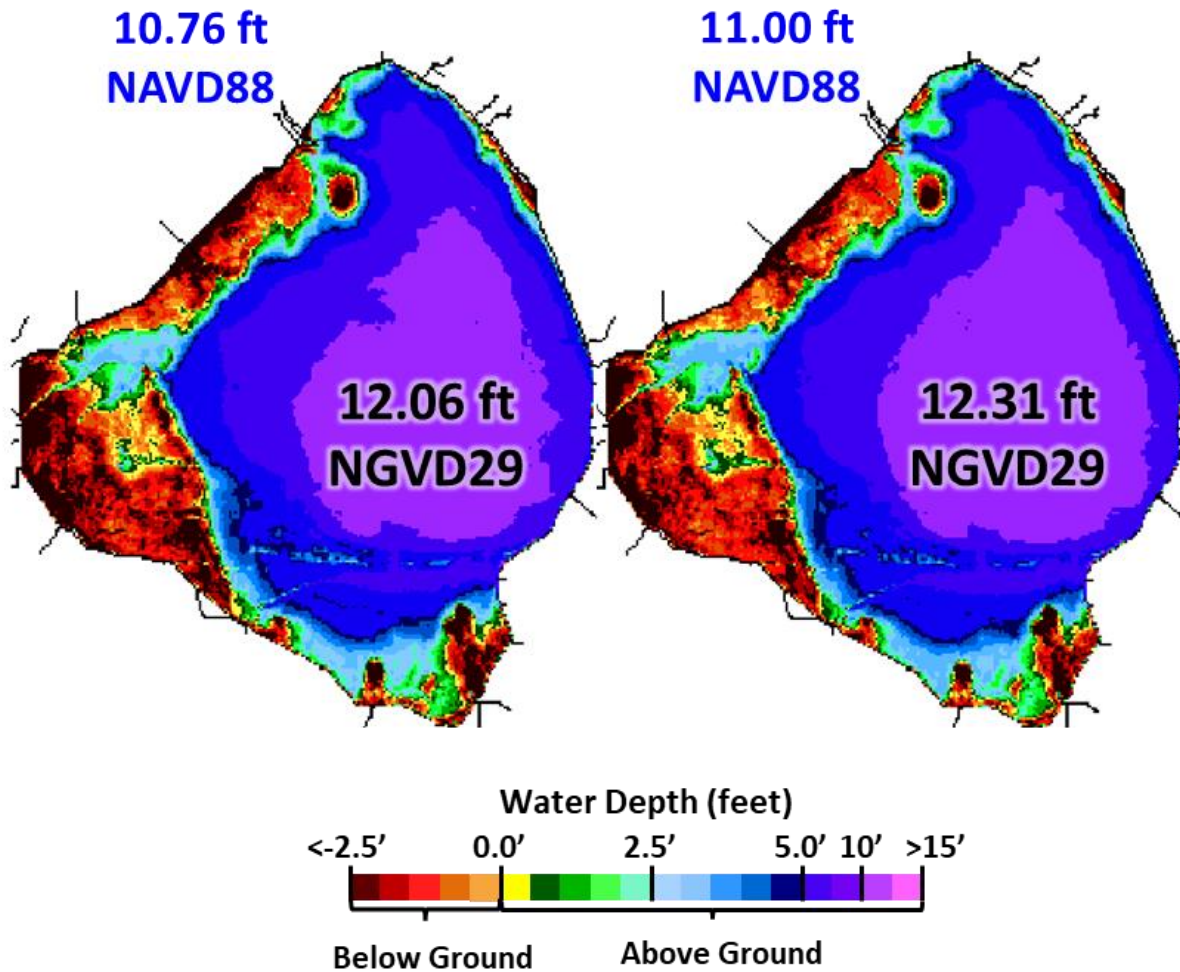 10.76 ft
NAVD88
11.00 ft
NAVD88
12.06 ft
NGVD29
12.31 ft
NGVD29
Water Depth (feet)
<-2.5’ 0.0’ 2.5’ 5.0’ 10’ >15’
Below Ground Above Ground